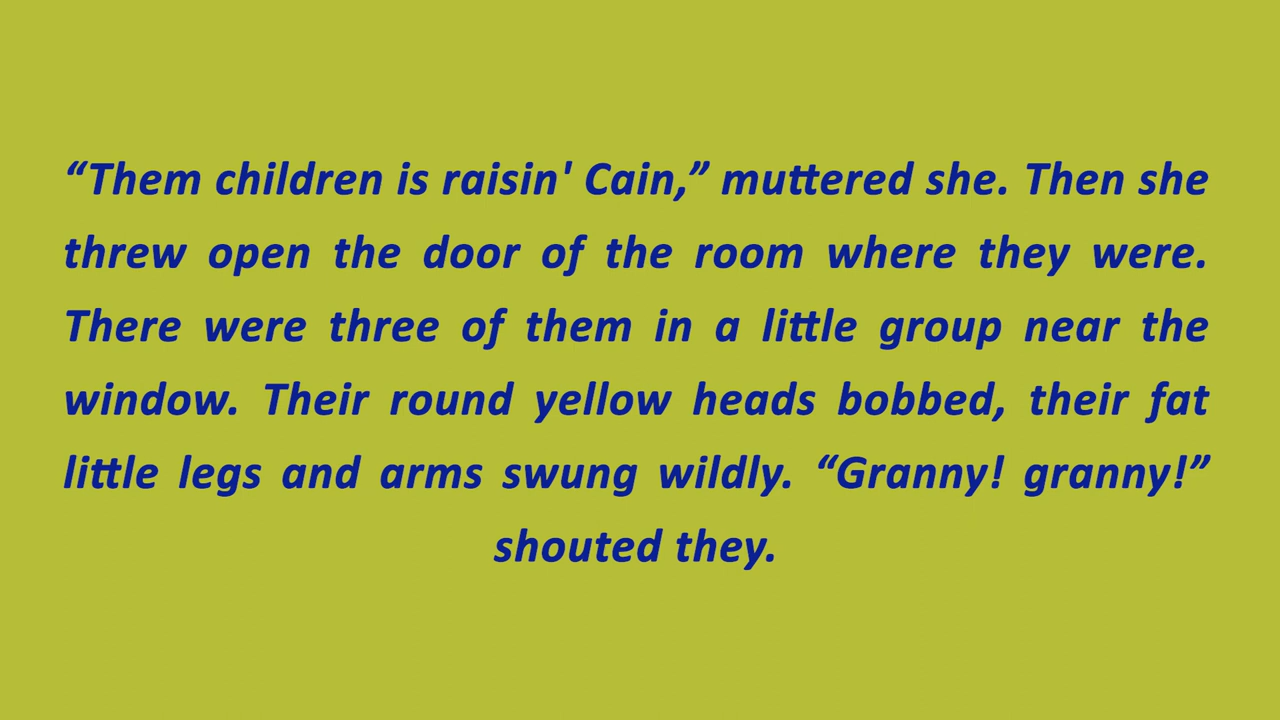 “Them children is raisin' Cain,” muttered she. Then she
threw open the door of the room where they were.
There were three of them in a little group near the
window. Their round yellow heads bobbed, their fat
little legs and arms swung wildly. “Granny! granny!”
shouted they.